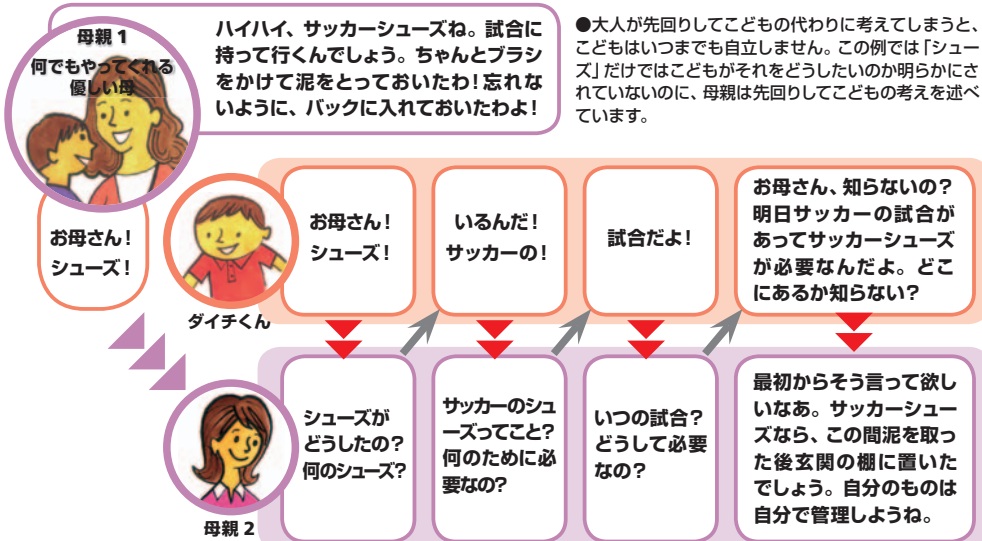 母親 1
何でもやってくれる
優しい母
ハイハイ、サッカーシューズね。試合に
持って行くんでしょう。ちゃんとブラシ
をかけて泥をとっておいたわ！忘れな
いように、バックに入れておいたわよ！
●大人が先回りしてこどもの代わりに考えてしまうと、
こどもはいつまでも自立しません。この例では「シュー
ズ」だけではこどもがそれをどうしたいのか明らかにさ
れていないのに、母親は先回りしてこどもの考えを述べ
ています。
お母さん！
シューズ！
ダイチくん
お母さん！
シューズ！
いるんだ！
サッカーの！
試合だよ！
お母さん、知らないの？
明日サッカーの試合が
あってサッカーシューズ
が必要なんだよ。どこ
にあるか知らない？
母親 2
シューズが
どうしたの？
何のシューズ？
サッカーのシュ
ーズってこと？
何のために必
要なの？
いつの試合？
どうして必要
なの？
最初からそう言って欲し
いなあ。サッカーシュー
ズなら、この間泥を取っ
た後玄関の棚に置いた
でしょう。自分のものは
自分で管理しようね。